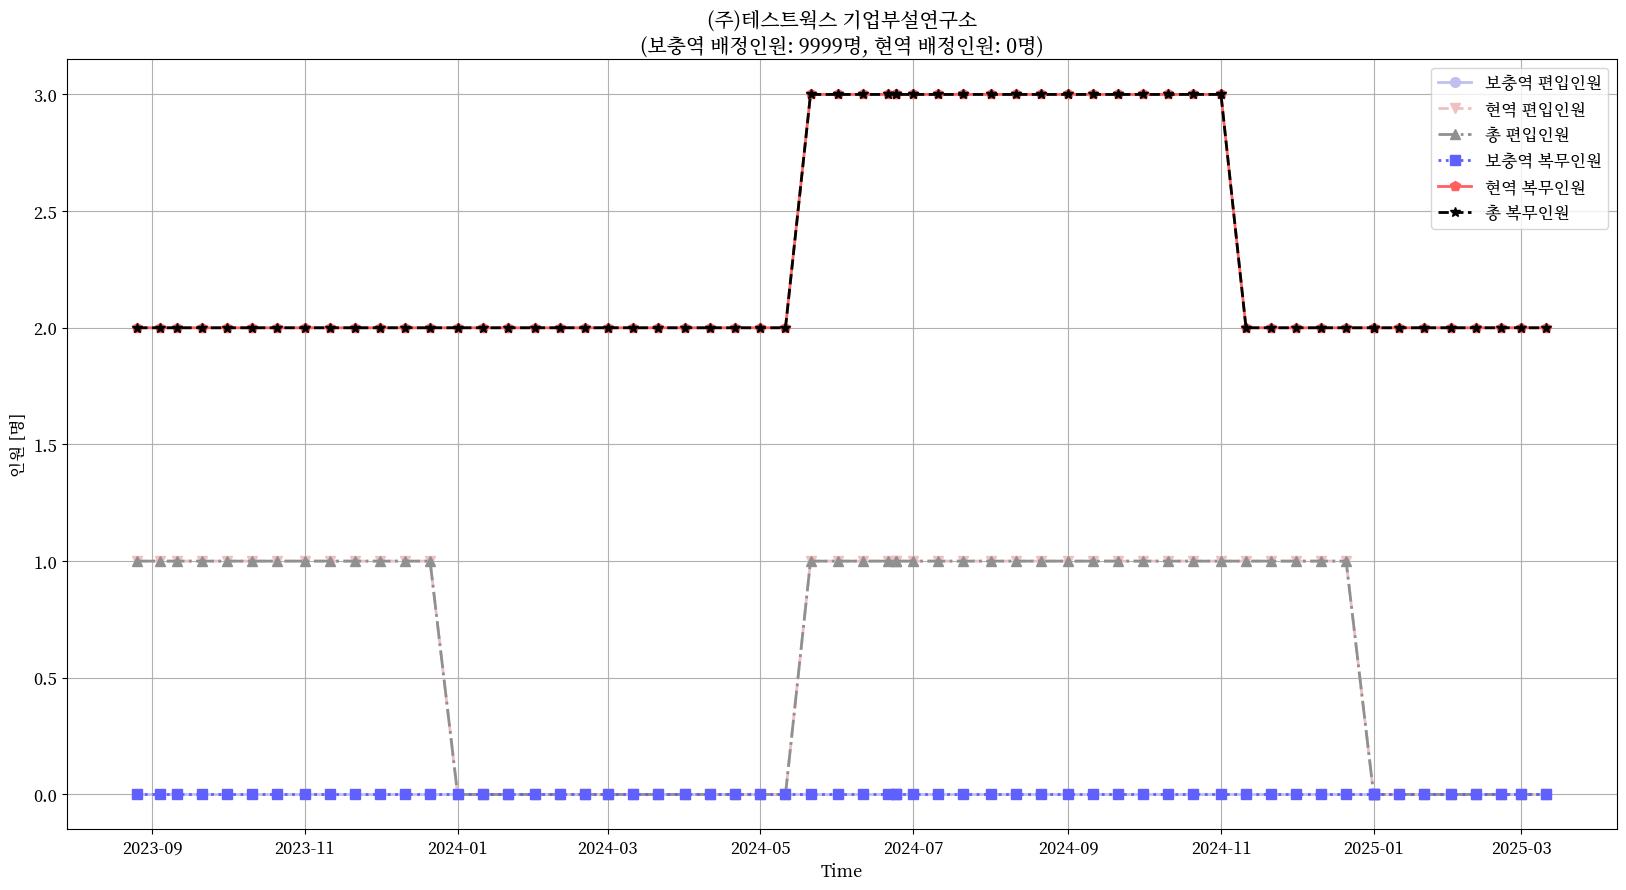 (주)테스트웍스 기업부설연구소
(보충역 배정인원: 9999명, 현역 배정인원: 0명)
보충역 편입인원
현역 편입인원
총 편입인원
보충역 복무인원
현역 복무인원
총 복무인원
인원 [명]
3.0
2.5
2.0
1.5
1.0
0.5
0.0
2023-09 2023-11 2024-01 2024-03 2024-05 2024-07 2024-09 2024-11 2025-01 2025-03
Time